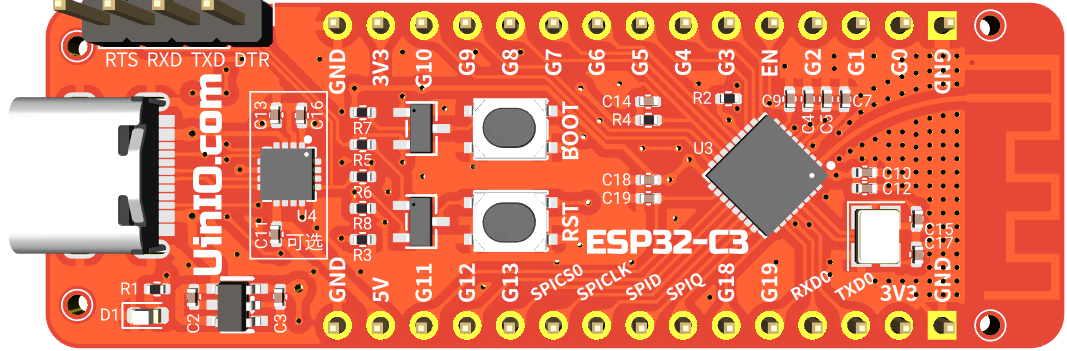 RTS RXD TXD DTR
GND 3V3 G10 G9 G8 G7 G6 G5 G4 G3 EN G2 G1 G0 GND
UinIO.com
C13 C16
U4
C11 可选
R7
R5
R6
R8
R3
BOOT
RST
C14
R4
C18
C19
R2
U3
C9 C4 C3 C7
C10
C12
C15
C17
ESP32-C3
R1
D1
C2
C3
GND 5V G11 G12 G13 SPICS0 SPICLK SPID SPIQ G18 G19 RXD0 TXD0 3V3 GND